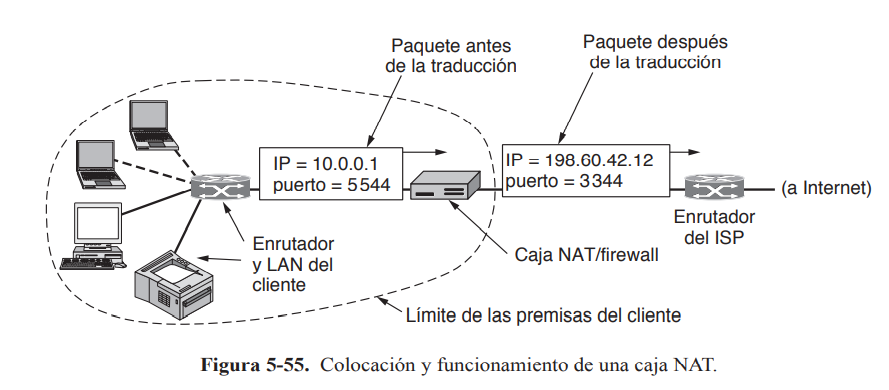 Paquete antes
de la traducción
Paquete después
de la traducción
IP = 10.0.0.1
puerto = 5544
IP = 198.60.42.12
puerto = 3344
(a Internet)
Enrutador
y LAN del
cliente
Caja NAT/firewall
Enrutador
del ISP
Límite de las premisas del cliente
Figura 5-55. Colocación y funcionamiento de una caja NAT.